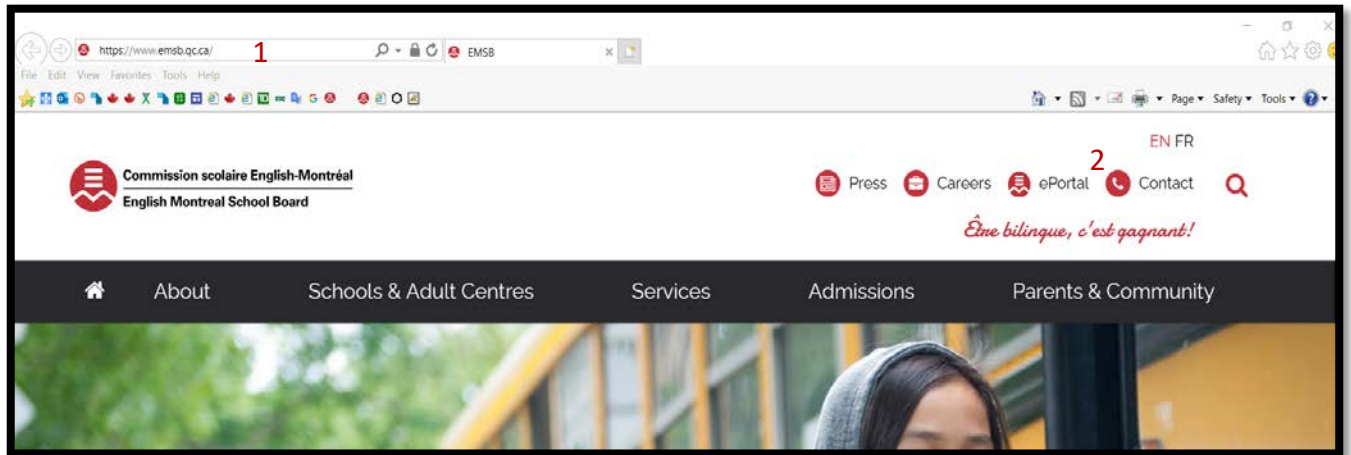 https://www.emsb.qc.ca/ 1 EMSB
File Edit View Favorites Tools Help
Page Safety Tools
EN FR
2
Commission scolaire English-Montréal
English Montreal School Board
Press Careers ePortal Contact
Être bilingue, c'est gagnant!
About Schools & Adult Centres Services Admissions Parents & Community